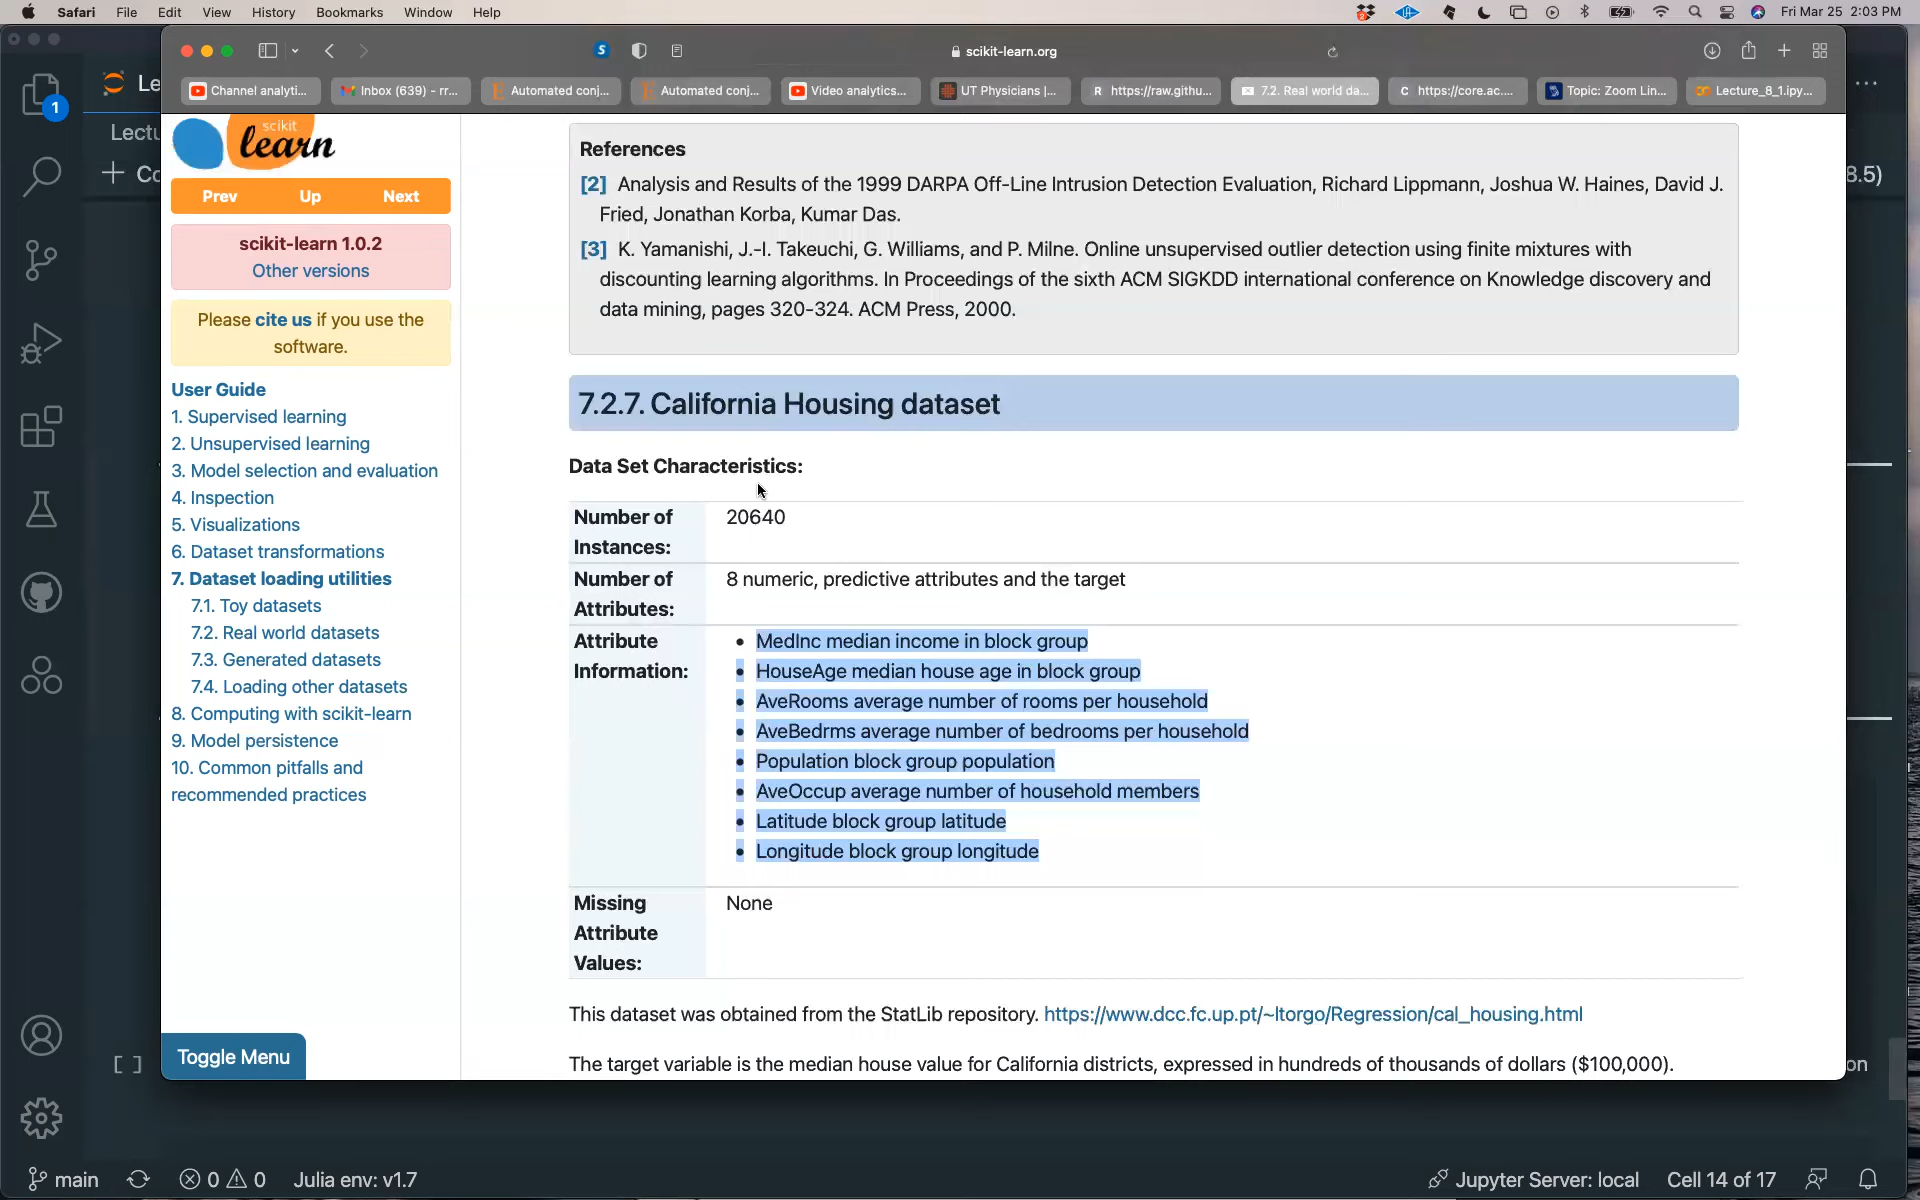 Safari File Edit View History Bookmarks Window Help Fri Mar 25 2:03 PM
scikit-learn.org
Channel analyti... Inbox (639) - rr... Automated conj... Automated conj... Video analytics... UT Physicians |... R https://raw.githu... 7.2. Real world da... C https://core.ac.... Topic: Zoom Lin... Lecture_8_1.ipy...
1
Le
Lectu
+ Co
8.5)
scikit
learn
Prev Up Next
scikit-learn 1.0.2
Other versions
Please cite us if you use the
software.
User Guide
1. Supervised learning
2. Unsupervised learning
3. Model selection and evaluation
4. Inspection
5. Visualizations
6. Dataset transformations
7. Dataset loading utilities
7.1. Toy datasets
7.2. Real world datasets
7.3. Generated datasets
7.4. Loading other datasets
8. Computing with scikit-learn
9. Model persistence
10. Common pitfalls and
recommended practices
Toggle Menu
References
[2] Analysis and Results of the 1999 DARPA Off-Line Intrusion Detection Evaluation, Richard Lippmann, Joshua W. Haines, David J.
Fried, Jonathan Korba, Kumar Das.
[3] K. Yamanishi, J.-I. Takeuchi, G. Williams, and P. Milne. Online unsupervised outlier detection using finite mixtures with
discounting learning algorithms. In Proceedings of the sixth ACM SIGKDD international conference on Knowledge discovery and
data mining, pages 320-324. ACM Press, 2000.
7.2.7. California Housing dataset
Data Set Characteristics:
Number of 20640
Instances:
Number of 8 numeric, predictive attributes and the target
Attributes:
Attribute • MedInc median income in block group
Information: • HouseAge median house age in block group
• AveRooms average number of rooms per household
• AveBedrms average number of bedrooms per household
• Population block group population
• AveOccup average number of household members
• Latitude block group latitude
• Longitude block group longitude
Missing None
Attribute
Values:
This dataset was obtained from the StatLib repository. https://www.dcc.fc.up.pt/~ltorgo/Regression/cal_housing.html
The target variable is the median house value for California districts, expressed in hundreds of thousands of dollars ($100,000).
[ ] on
main 0 0 Julia env: v1.7 Jupyter Server: local Cell 14 of 17